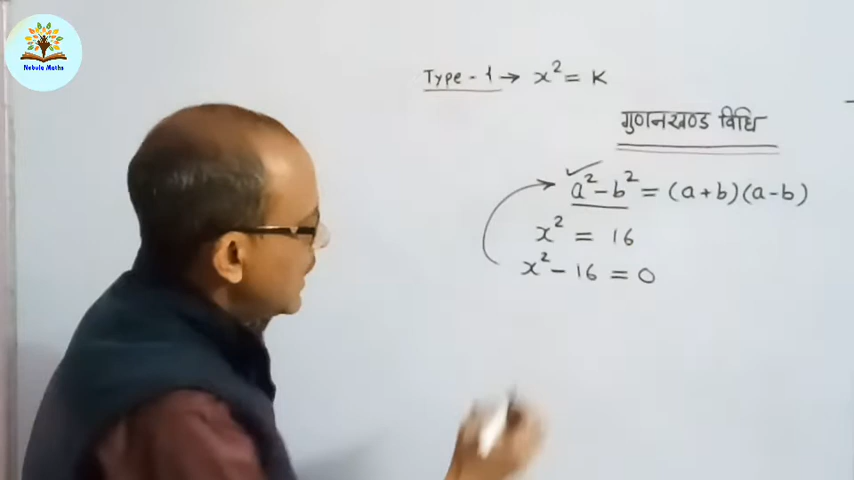 Nebula Maths
Type - 1 → x² = K
गुणनखण्ड विधि
a² - b² = (a+b)(a-b)
x² = 16
x² - 16 = 0